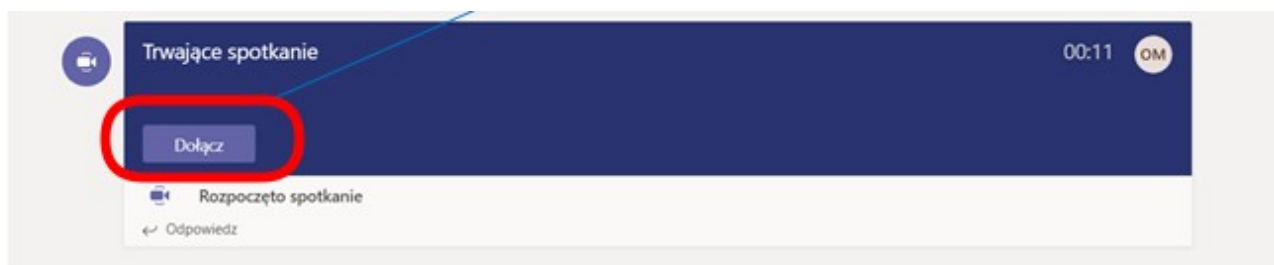 Trwające spotkanie 00:11 OM
Dołącz
Rozpoczęto spotkanie
Odpowiedz